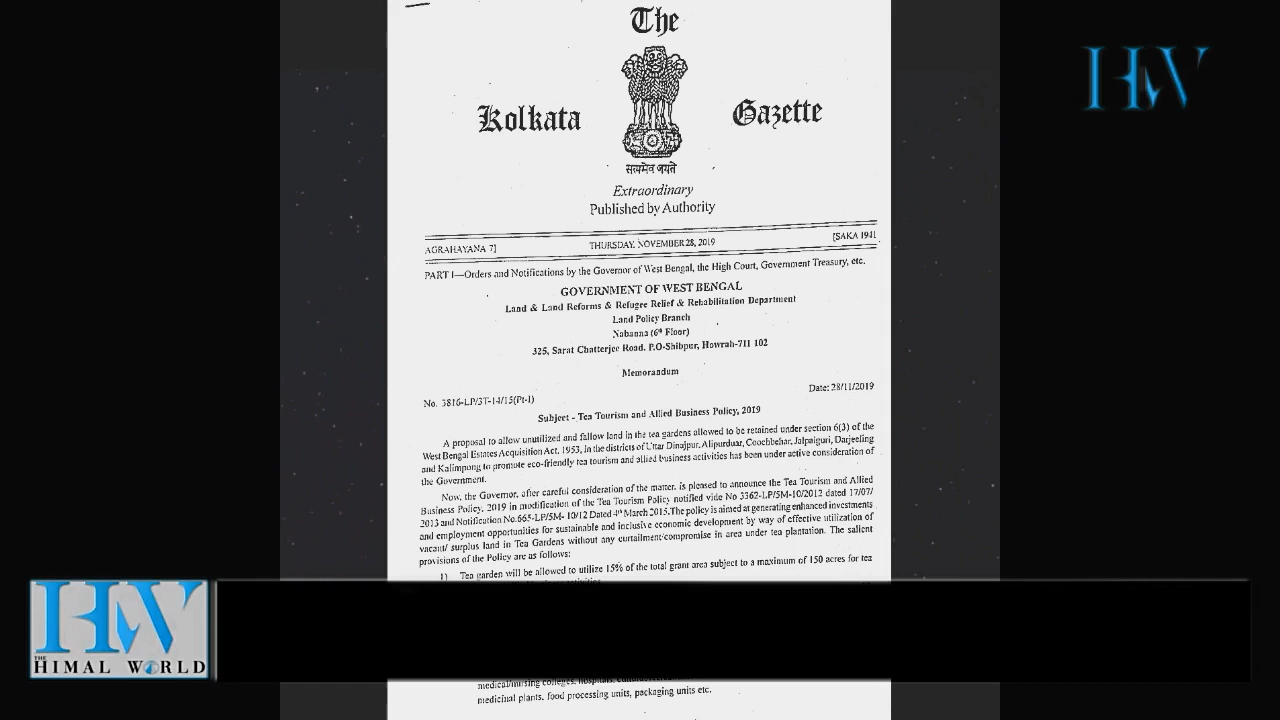 The
Kolkata Gazette
सत्यमेव जयते
Extraordinary
Published by Authority
AGRAHAYANA 7] THURSDAY, NOVEMBER 28, 2019 [SAKA 1941
PART I—Orders and Notifications by the Governor of West Bengal, the High Court, Government Treasury, etc.
GOVERNMENT OF WEST BENGAL
Land & Land Reforms & Refugee Relief & Rehabilitation Department
Land Policy Branch
Nabanna (6th Floor)
325, Sarat Chatterjee Road, P.O-Shibpur, Howrah-711 102
Memorandum
No. 3816-LP/3T-14/15(Pt-I) Date: 28/11/2019
Subject - Tea Tourism and Allied Business Policy, 2019
A proposal to allow unutilized and fallow land in the tea gardens allowed to be retained under section 6(3) of the
West Bengal Estates Acquisition Act, 1953, in the districts of Uttar Dinajpur, Alipurduar, Coochbehar, Jalpaiguri, Darjeeling
and Kalimpong to promote eco-friendly tea tourism and allied business activities has been under active consideration of
the Government.
Now, the Governor, after careful consideration of the matter, is pleased to announce the Tea Tourism and Allied
Business Policy, 2019 in modification of the Tea Tourism Policy notified vide No 3362-LP/5M-10/2012 dated 17/07/
2013 and Notification No.665-LP/5M- 10/12 Dated 4th March 2015.The policy is aimed at generating enhanced investments
and employment opportunities for sustainable and inclusive economic development by way of effective utilization of
vacant/ surplus land in Tea Gardens without any curtailment/compromise in area under tea plantation. The salient
provisions of the Policy are as follows:
1) Tea garden will be allowed to utilize 15% of the total grant area subject to a maximum of 150 acres for tea
medical/nursing colleges, hospitals,
medicinal plants, food processing units, packaging units etc.
HW
HW
THE
HIMAL WORLD